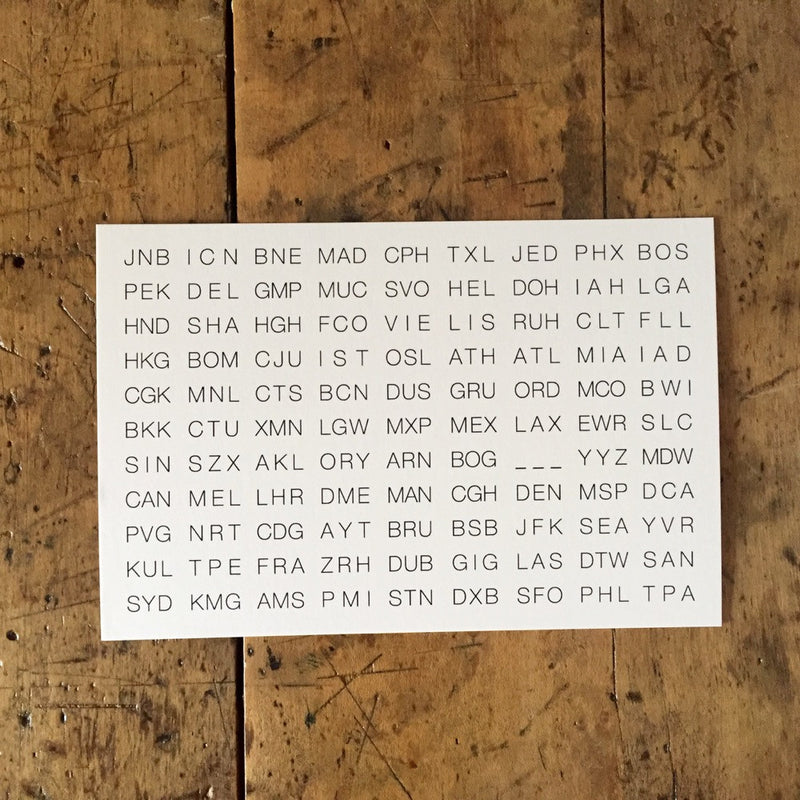 JNB ICN BNE MAD CPH TXL JED PHX BOS
PEK DEL GMP MUC SVO HEL DOH IAH LGA
HND SHA HGH FCO VIE LIS RUH CLT FLL
HKG BOM CJU IST OSL ATH ATL MIA IAD
CGK MNL CTS BCN DUS GRU ORD MCO BWI
BKK CTU XMN LGW MXP MEX LAX EWR SLC
SIN SZX AKL ORY ARN BOG ___ YYZ MDW
CAN MEL LHR DME MAN CGH DEN MSP DCA
PVG NRT CDG AYT BRU BSB JFK SEA YVR
KUL TPE FRA ZRH DUB GIG LAS DTW SAN
SYD KMG AMS PMI STN DXB SFO PHL TPA